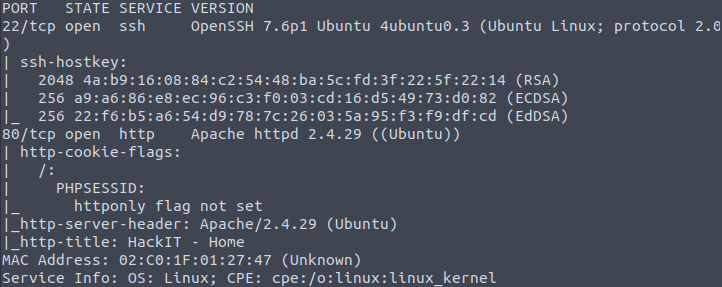 PORT   STATE SERVICE VERSION
22/tcp open  ssh     OpenSSH 7.6p1 Ubuntu 4ubuntu0.3 (Ubuntu Linux; protocol 2.0
)
| ssh-hostkey:
|   2048 4a:b9:16:08:84:c2:54:48:ba:5c:fd:3f:22:5f:22:14 (RSA)
|   256 a9:a6:86:e8:ec:96:c3:f0:03:cd:16:d5:49:73:d0:82 (ECDSA)
|_  256 22:f6:b5:a6:54:d9:78:7c:26:03:5a:95:f3:f9:df:cd (EdDSA)
80/tcp open  http    Apache httpd 2.4.29 ((Ubuntu))
| http-cookie-flags:
|   /:
|     PHPSESSID:
|_      httponly flag not set
|_http-server-header: Apache/2.4.29 (Ubuntu)
|_http-title: HackIT - Home
MAC Address: 02:C0:1F:01:27:47 (Unknown)
Service Info: OS: Linux; CPE: cpe:/o:linux:linux_kernel